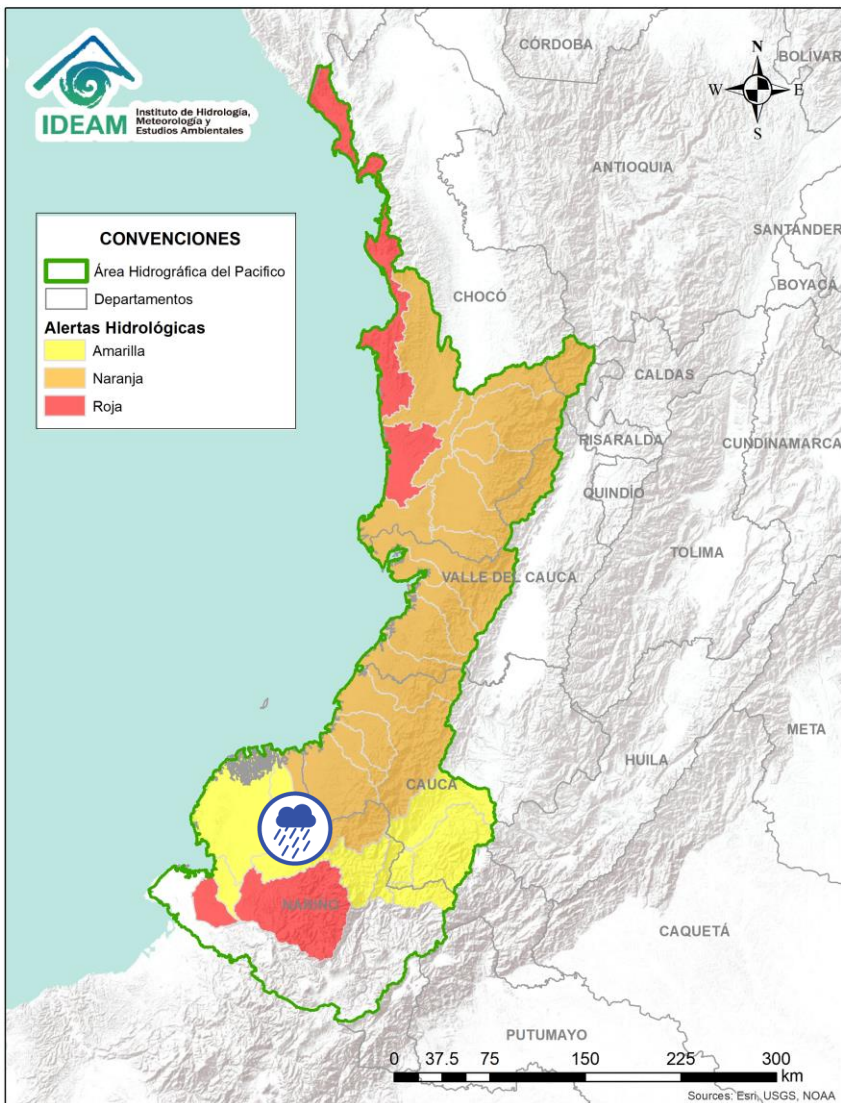 IDEAM
Instituto de Hidrología,
Meteorología y
Estudios Ambientales
CÓRDOBA
BOLÍVAR
N
W
E
S
ANTIOQUIA
SANTANDER
BOYACÁ
CONVENCIONES
Área Hidrográfica del Pacifico
Departamentos
Alertas Hidrológicas
Amarilla
Naranja
Roja
CHOCÓ
CALDAS
RISARALDA
CUNDINAMARCA
QUINDÍO
TOLIMA
VALLE DEL CAUCA
META
HUILA
CAUCA
NARIÑO
CAQUETÁ
PUTUMAYO
0 37.5 75 150 225 300
km
Sources: Esri, USGS, NOAA